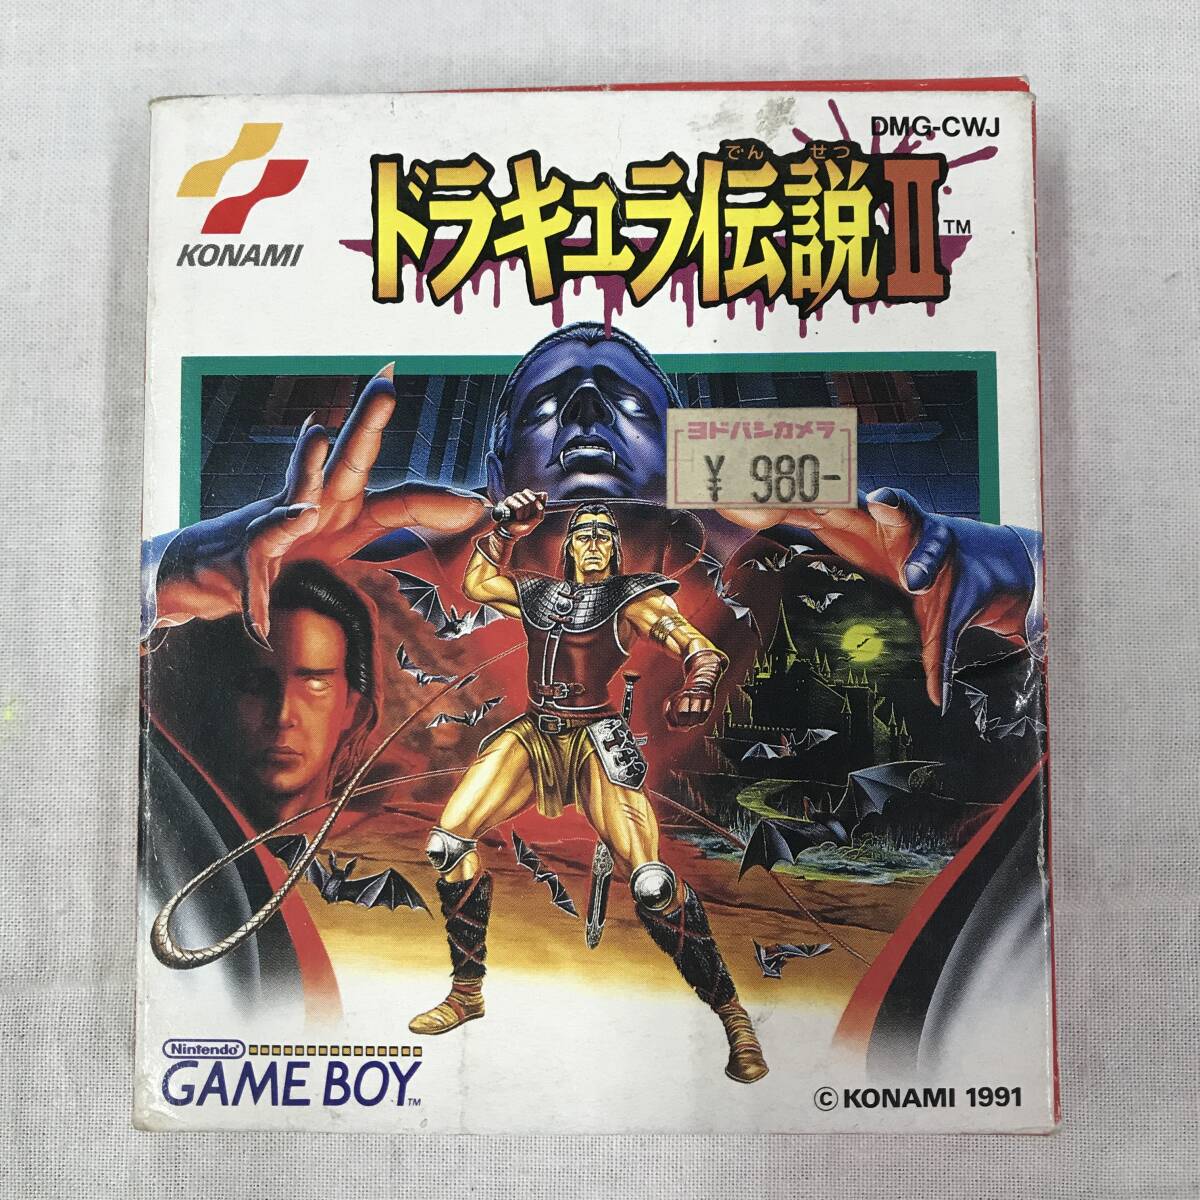 DMG-CWJ
KONAMI
でん せつ
ドラキュラ伝説II™
ヨドバシカメラ
¥ 980-
Nintendo
GAME BOY™
© KONAMI 1991